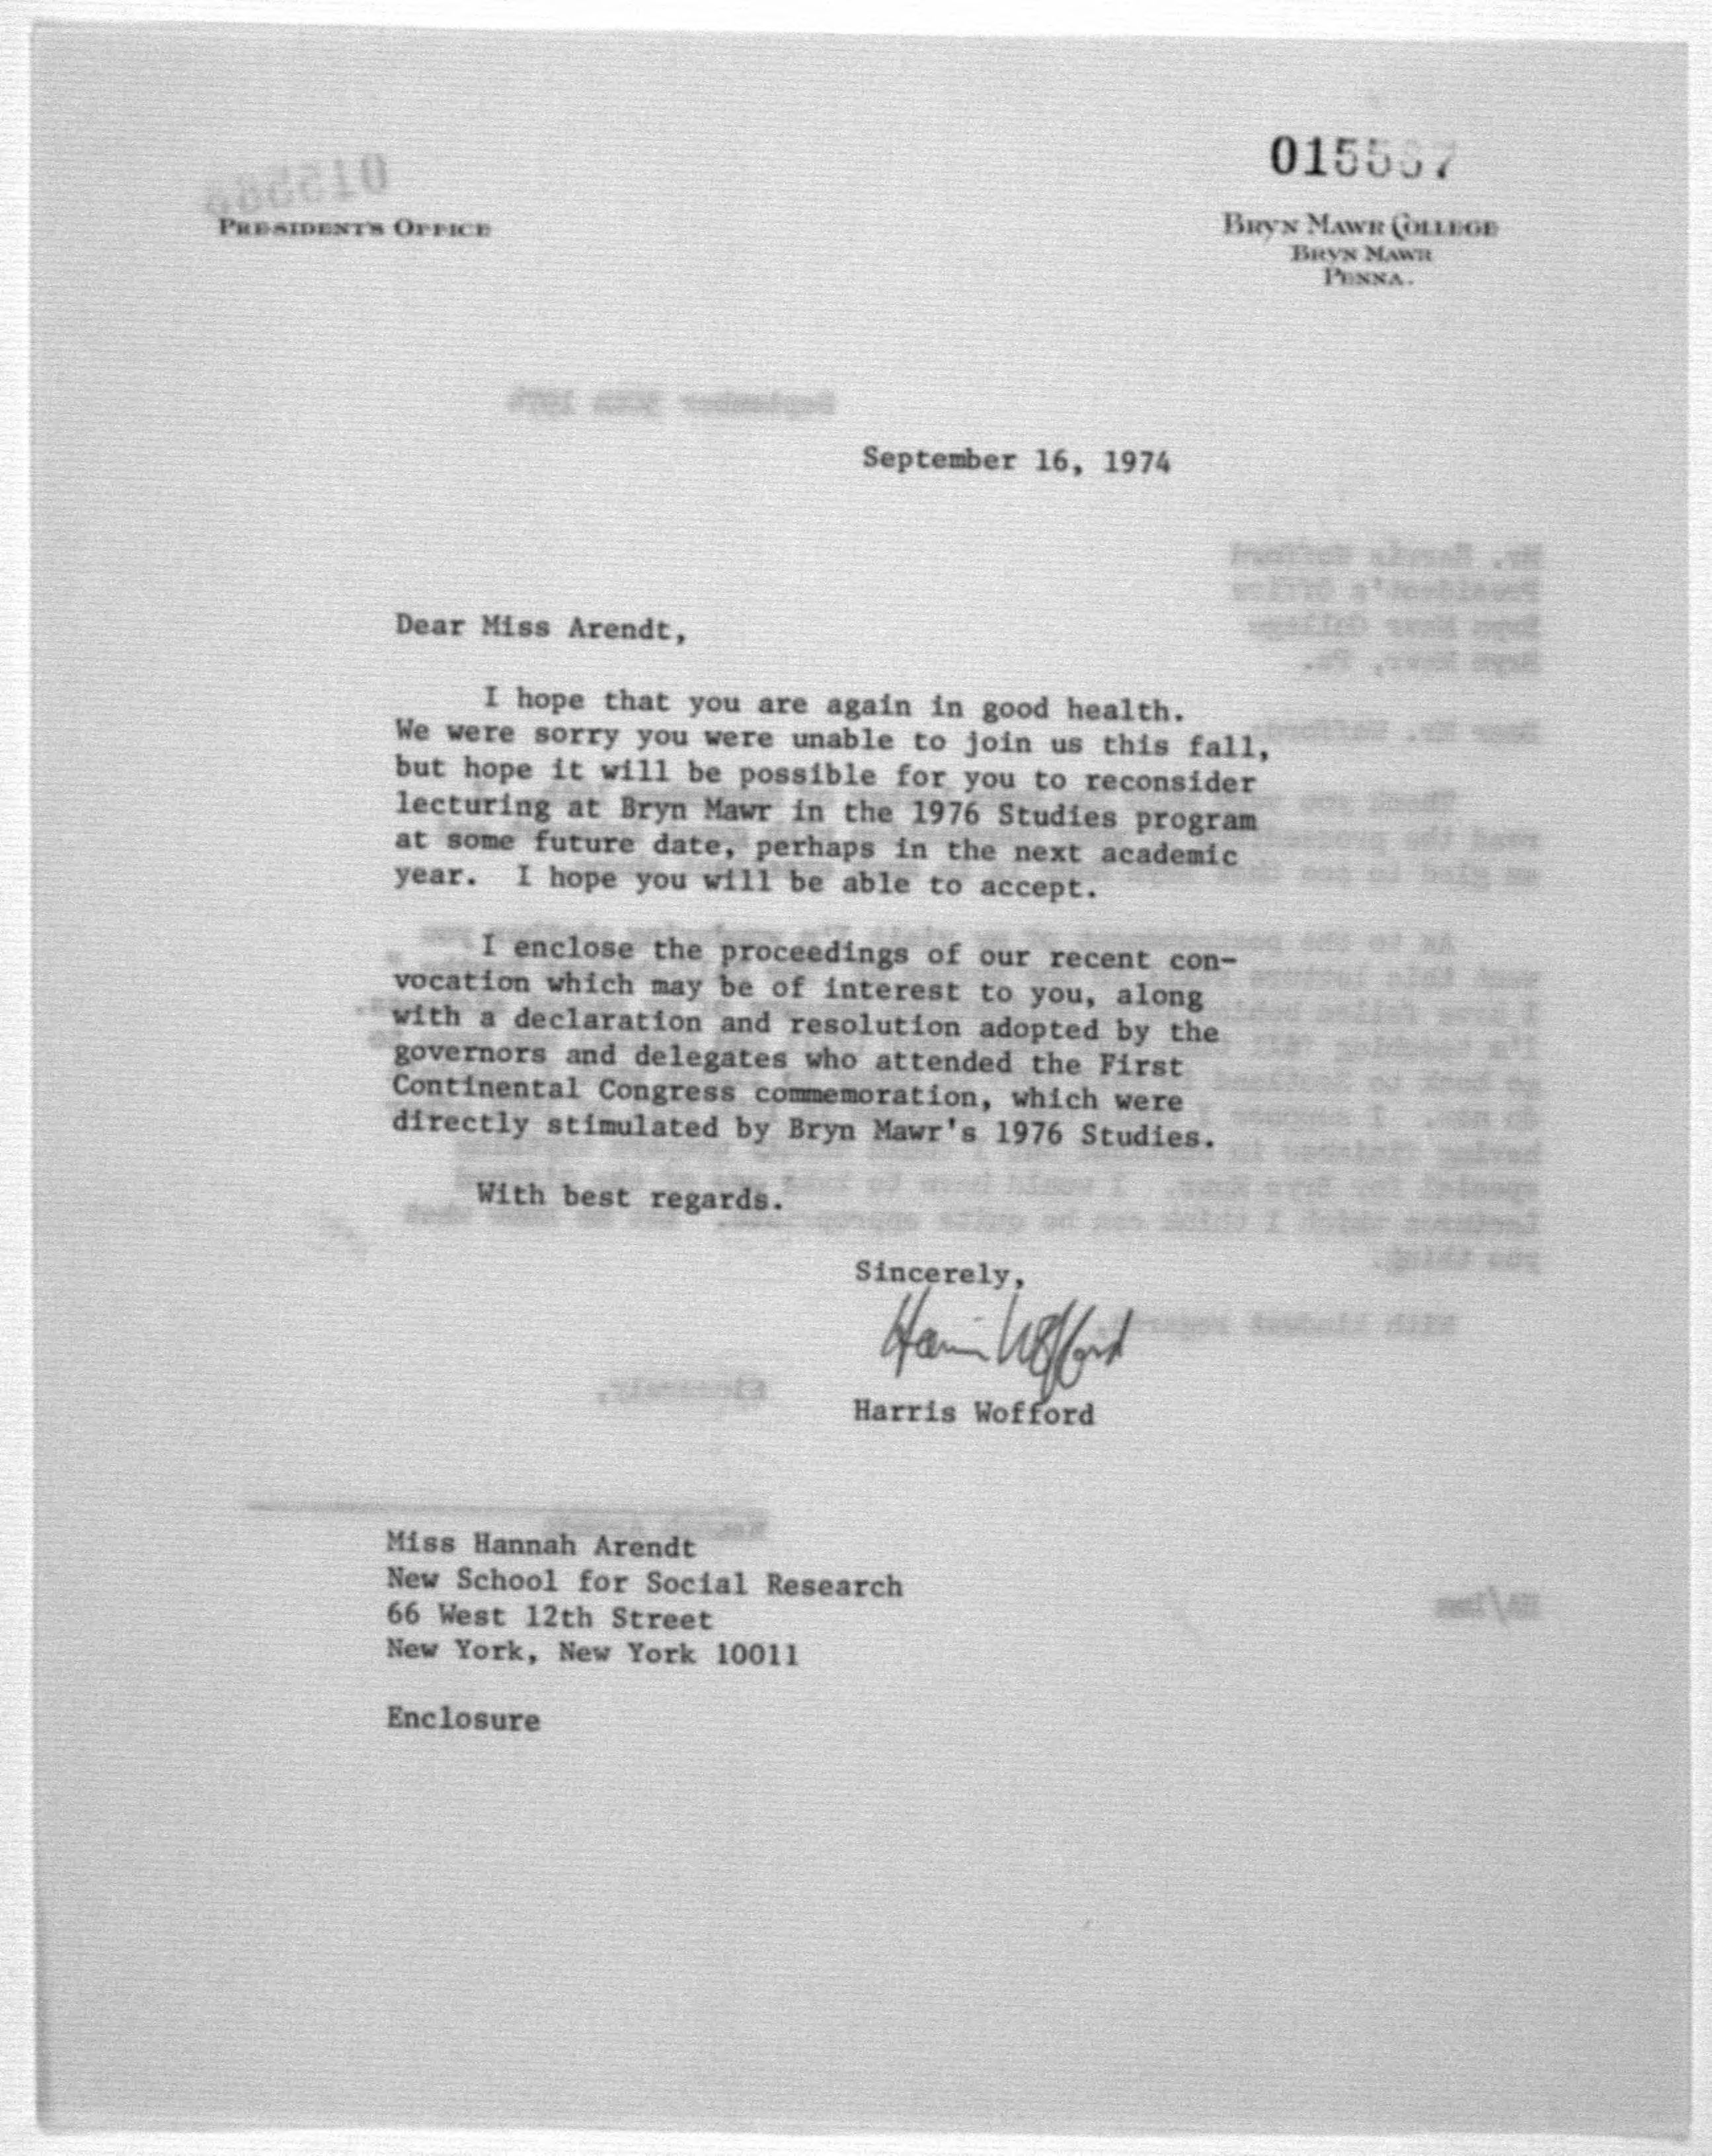 PRESIDENT'S OFFICE
BRYN MAWR COLLEGE
BRYN MAWR
PENNA.
September 16, 1974
Dear Miss Arendt,
I hope that you are again in good health.
We were sorry you were unable to join us this fall,
but hope it will be possible for you to reconsider
lecturing at Bryn Mawr in the 1976 Studies program
at some future date, perhaps in the next academic
year. I hope you will be able to accept.
I enclose the proceedings of our recent con-
vocation which may be of interest to you, along
with a declaration and resolution adopted by the
governors and delegates who attended the First
Continental Congress commemoration, which were
directly stimulated by Bryn Mawr's 1976 Studies.
With best regards.
Sincerely,
Harris Wofford
Harris Wofford
Miss Hannah Arendt
New School for Social Research
66 West 12th Street
New York, New York 10011
Enclosure